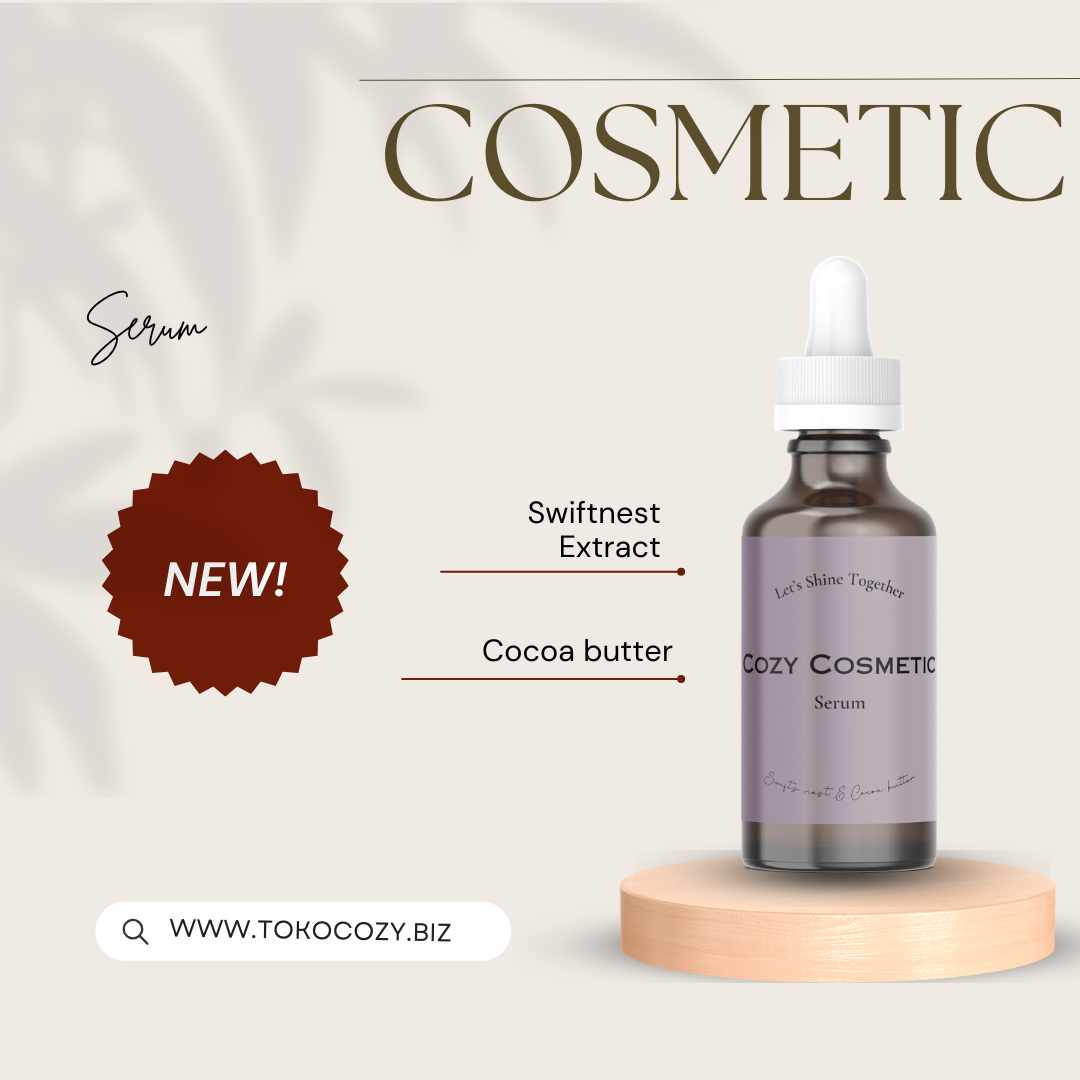 COSMETIC
Serum
NEW!
Swiftnest
Extract
Cocoa butter
Let's Shine Together
COZY COSMETIC
Serum
Swift's nest & Cocoa butter
WWW.TOKOCOZY.BIZ